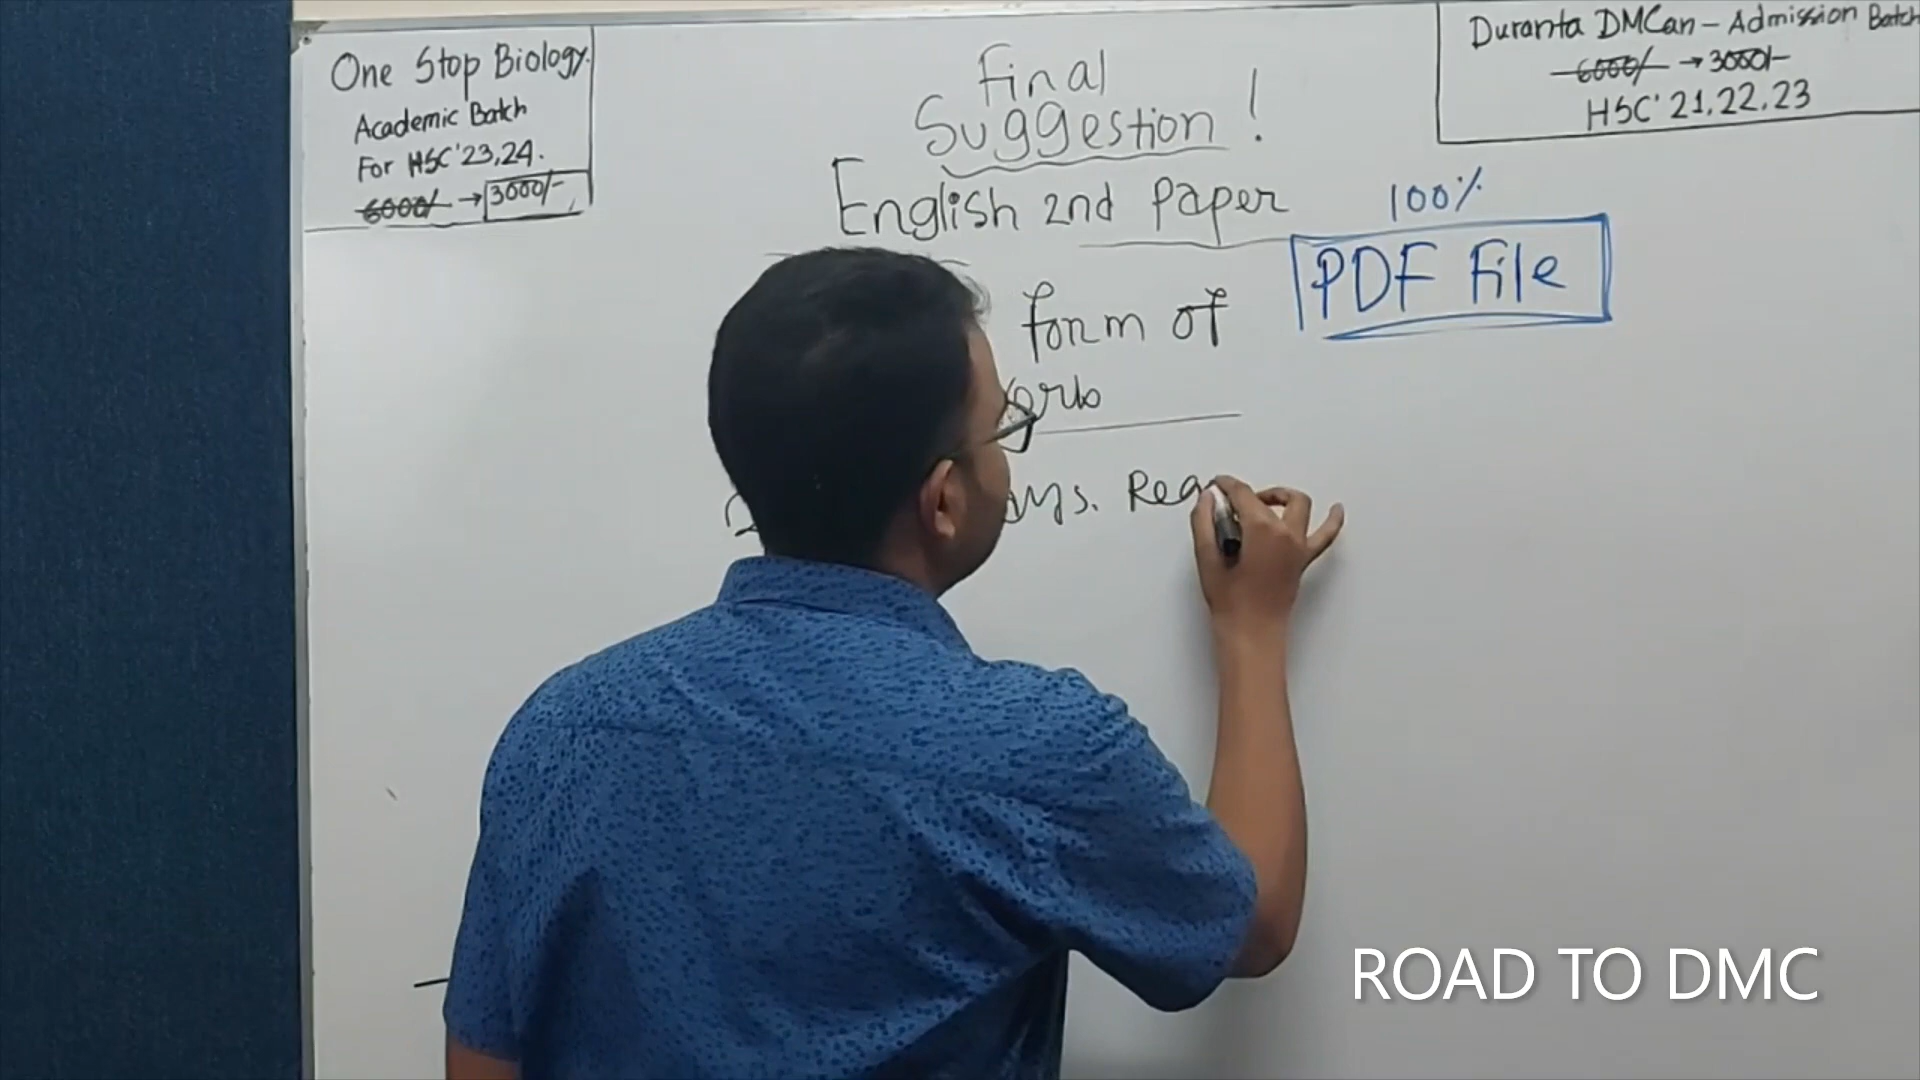 One Stop Biology.
Academic Batch
For HSC'23,24.
6000/- → 3000/-
Final
Suggestion !
English 2nd Paper
form of
Duranta DMCan - Admission Batch
6000/- → 3000/-
HSC' 21,22,23
100%
PDF File
ROAD TO DMC